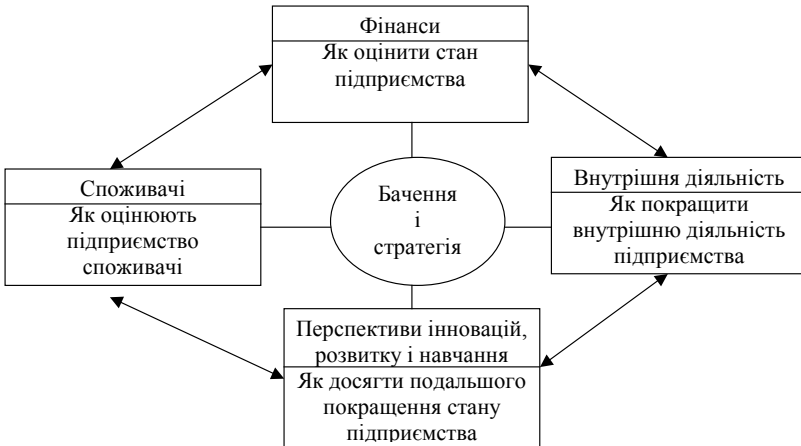 Фінанси
Як оцінити стан
підприємства
Споживачі
Як оцінюють
підприємство
споживачі
Бачення
і
стратегія
Внутрішня діяльність
Як покращити
внутрішню діяльність
підприємства
Перспективи інновацій,
розвитку і навчання
Як досягти подальшого
покращення стану
підприємства